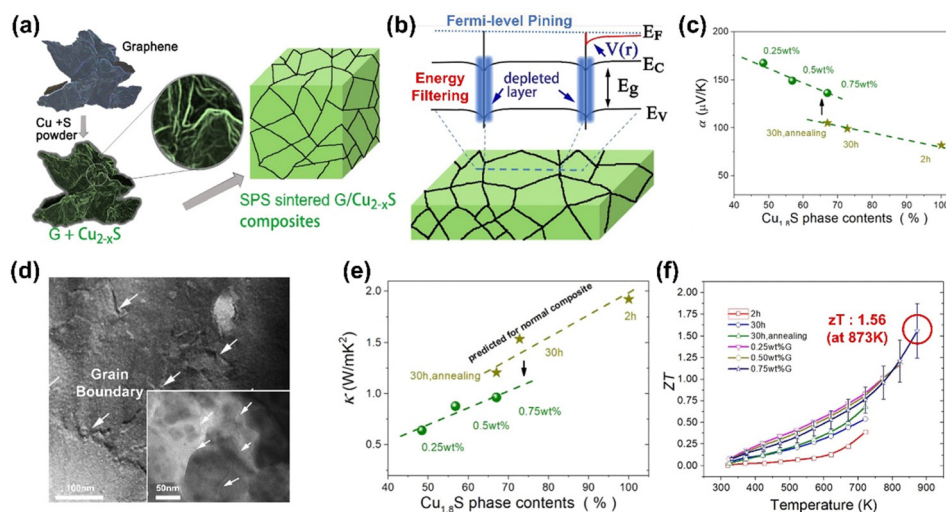 (a)
Graphene
Cu +S
powder
G + Cu2-xS
SPS sintered G/Cu2-xS
composites
(b)
Fermi-level Pining
EF
V(r)
EC
Energy
Filtering
depleted
layer
Eg
EV
(c)
α (μV/K)
175
150
125
100
75
50
0.25wt%
0.5wt%
0.75wt%
30h,annealing
30h
2h
40 50 60 70 80 90 100
Cu1.8S phase contents ( % )
(d)
Grain
Boundary
100nm
50nm
(e)
κ (W/mK²)
2.0
1.5
1.0
0.5
predicted for normal composite
2h
30h
30h,annealing
0.75wt%
0.5wt%
0.25wt%
40 50 60 70 80 90 100
Cu1.8S phase contents ( % )
(f)
ZT
2.00
1.75
1.50
1.25
1.00
0.75
0.50
0.25
0.00
2h
30h
30h,annealing
0.25wt%G
0.50wt%G
0.75wt%G
zT : 1.56
(at 873K)
300 400 500 600 700 800 900
Temperature (K)